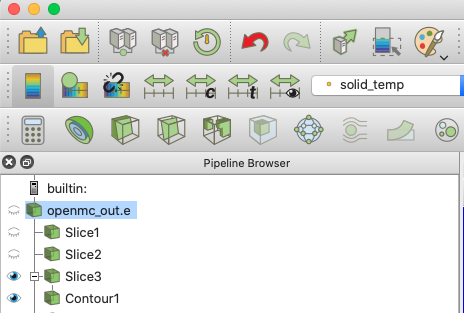 c
t
solid_temp
Pipeline Browser
builtin:
openmc_out.e
Slice1
Slice2
Slice3
Contour1